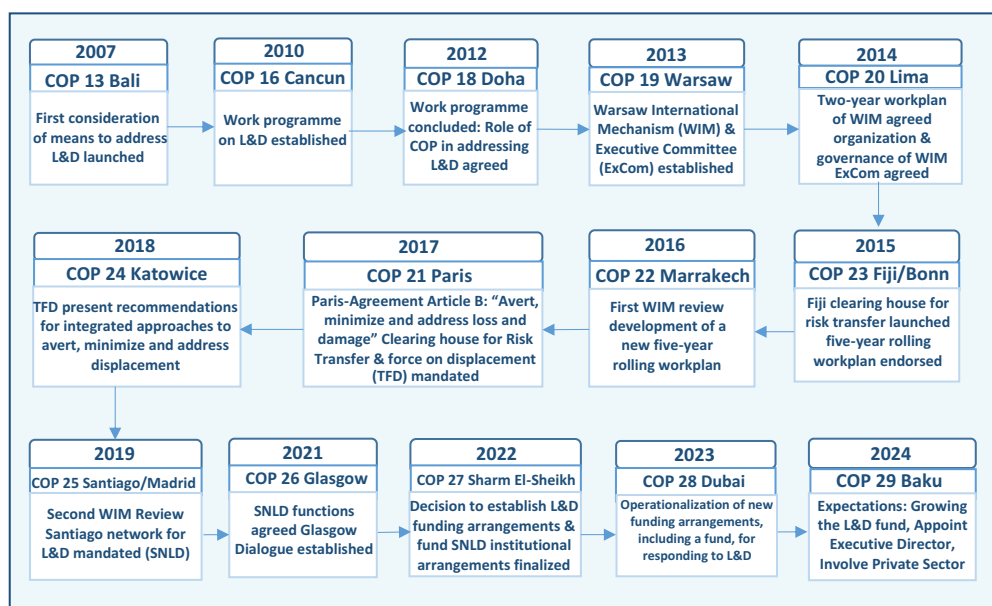 2007
COP 13 Bali
First consideration
of means to address
L&D launched
2010
COP 16 Cancun
Work programme
on L&D established
2012
COP 18 Doha
Work programme
concluded: Role of
COP in addressing
L&D agreed
2013
COP 19 Warsaw
Warsaw International
Mechanism (WIM) &
Executive Committee
(ExCom) established
2014
COP 20 Lima
Two-year workplan
of WIM agreed
organization &
governance of WIM
ExCom agreed
2015
COP 23 Fiji/Bonn
Fiji clearing house for
risk transfer launched
five-year rolling
workplan endorsed
2016
COP 22 Marrakech
First WIM review
development of a
new five-year
rolling workplan
2017
COP 21 Paris
Paris-Agreement Article B: “Avert,
minimize and address loss and
damage” Clearing house for Risk
Transfer & force on displacement
(TFD) mandated
2018
COP 24 Katowice
TFD present recommendations
for integrated approaches to
avert, minimize and address
displacement
2019
COP 25 Santiago/Madrid
Second WIM Review
Santiago network for
L&D mandated (SNLD)
2021
COP 26 Glasgow
SNLD functions
agreed Glasgow
Dialogue established
2022
COP 27 Sharm El-Sheikh
Decision to establish L&D
funding arrangements &
fund SNLD institutional
arrangements finalized
2023
COP 28 Dubai
Operationalization of new
funding arrangements,
including a fund, for
responding to L&D
2024
COP 29 Baku
Expectations: Growing
the L&D fund, Appoint
Executive Director,
Involve Private Sector